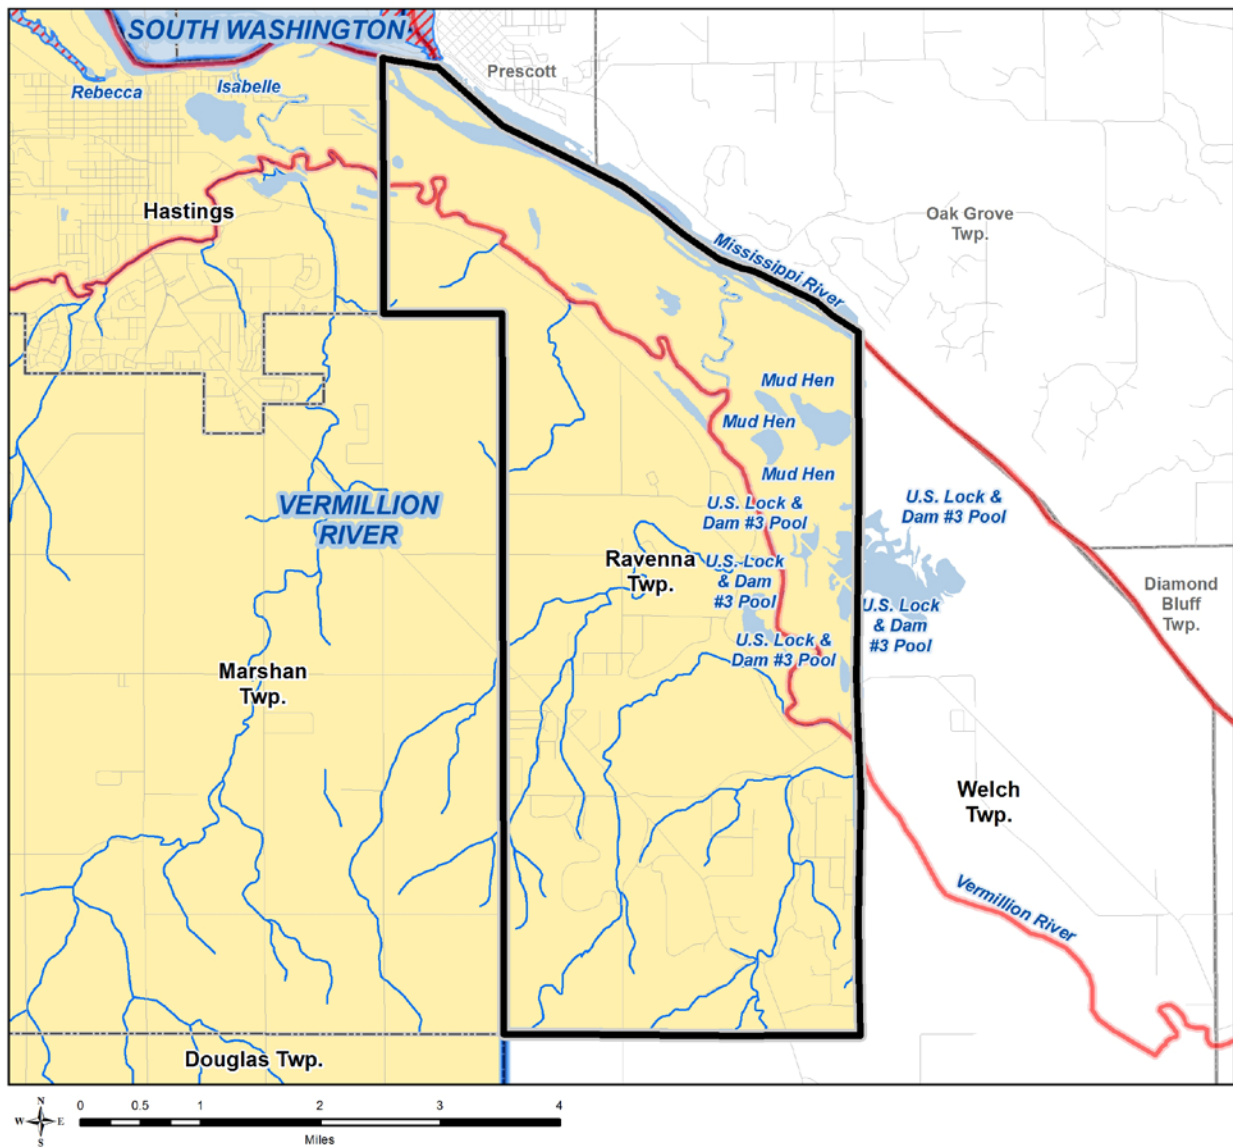 SOUTH WASHINGTON
Prescott
Rebecca
Isabelle
Hastings
Oak Grove
Twp.
Mississippi River
Mud Hen
Mud Hen
Mud Hen
VERMILLION
RIVER
U.S. Lock &
Dam #3 Pool
U.S. Lock &
Dam #3 Pool
Ravenna
Twp.
U.S. Lock
& Dam
#3 Pool
Diamond
Bluff
Twp.
U.S. Lock
& Dam
#3 Pool
U.S. Lock &
Dam #3 Pool
Marshan
Twp.
Welch
Twp.
Vermillion River
Douglas Twp.
N
W E
S
0 0.5 1 2 3 4
Miles